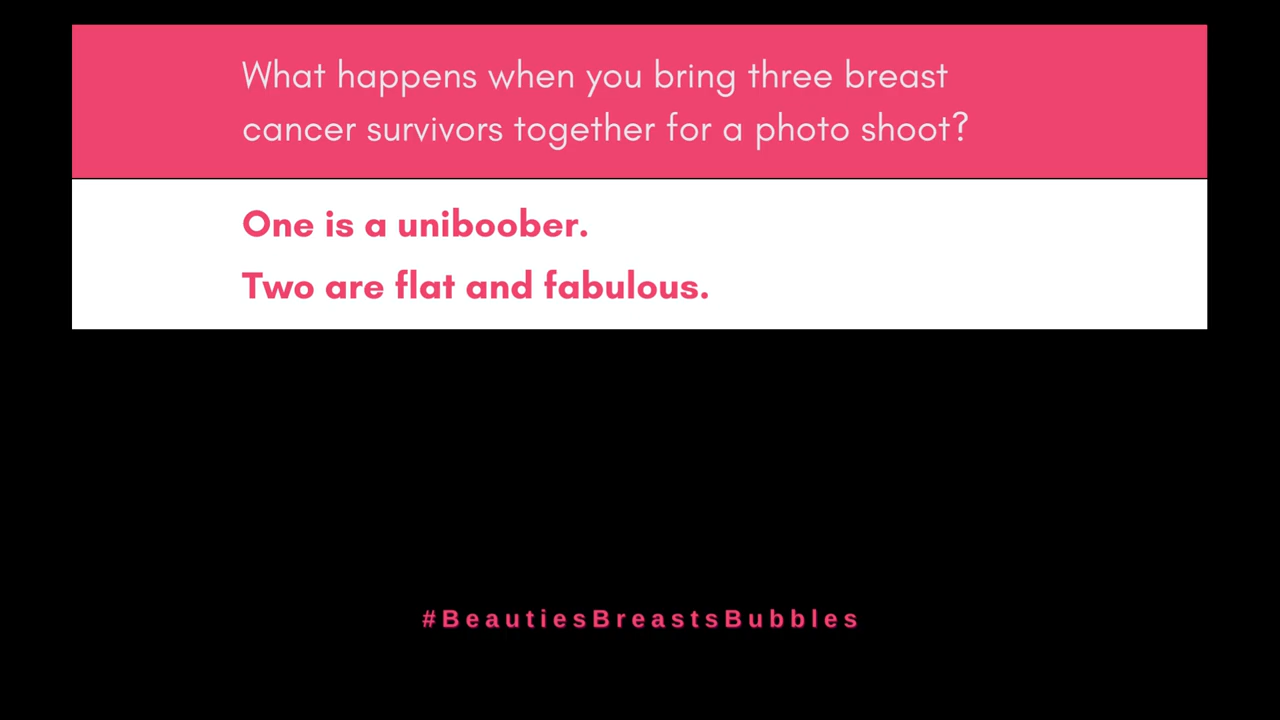 What happens when you bring three breast
cancer survivors together for a photo shoot?
One is a uniboober.
Two are flat and fabulous.
#BeautiesBreastsBubbles